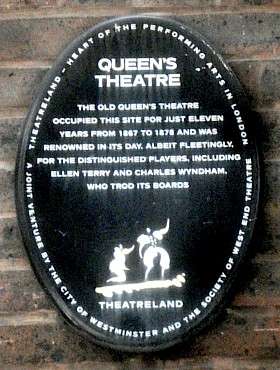 THEATRELAND - HEART OF THE PERFORMING ARTS IN LONDON
QUEEN'S
THEATRE
THE OLD QUEEN'S THEATRE
OCCUPIED THIS SITE FOR JUST ELEVEN
YEARS FROM 1867 TO 1878 AND WAS
RENOWNED IN ITS DAY, ALBEIT FLEETINGLY,
FOR THE DISTINGUISHED PLAYERS, INCLUDING
ELLEN TERRY AND CHARLES WYNDHAM,
WHO TROD ITS BOARDS
THEATRELAND
A JOINT VENTURE BY THE CITY OF WESTMINSTER AND THE SOCIETY OF WEST END THEATRE